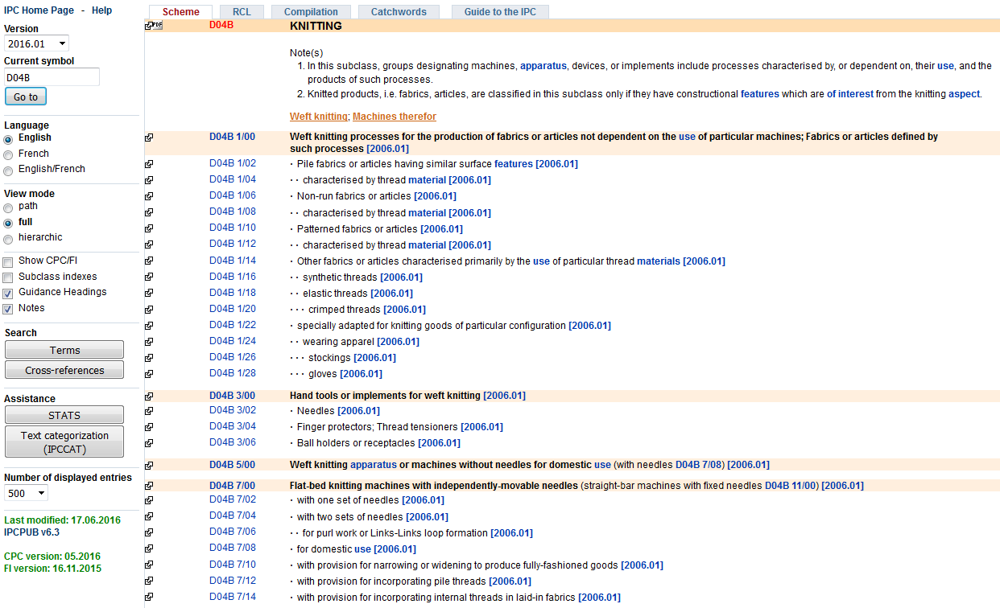 IPC Home Page - Help
Version
2016.01
Current symbol
D04B
Go to
Language
English
French
English/French
View mode
path
full
hierarchic
Show CPC/FI
Subclass indexes
Guidance Headings
Notes
Search
Terms
Cross-references
Assistance
STATS
Text categorization
(IPCCAT)
Number of displayed entries
500
Last modified: 17.06.2016
IPCPUB v6.3
CPC version: 05.2016
FI version: 16.11.2015
Scheme RCL Compilation Catchwords Guide to the IPC
PDF D04B KNITTING
Note(s)
1. In this subclass, groups designating machines, apparatus, devices, or implements include processes characterised by, or dependent on, their use, and the
products of such processes.
2. Knitted products, i.e. fabrics, articles, are classified in this subclass only if they have constructional features which are of interest from the knitting aspect.
Weft knitting; Machines therefor
D04B 1/00 Weft knitting processes for the production of fabrics or articles not dependent on the use of particular machines; Fabrics or articles defined by
such processes [2006.01]
D04B 1/02 · Pile fabrics or articles having similar surface features [2006.01]
D04B 1/04 · · characterised by thread material [2006.01]
D04B 1/06 · Non-run fabrics or articles [2006.01]
D04B 1/08 · · characterised by thread material [2006.01]
D04B 1/10 · Patterned fabrics or articles [2006.01]
D04B 1/12 · · characterised by thread material [2006.01]
D04B 1/14 · Other fabrics or articles characterised primarily by the use of particular thread materials [2006.01]
D04B 1/16 · · synthetic threads [2006.01]
D04B 1/18 · · elastic threads [2006.01]
D04B 1/20 · · · crimped threads [2006.01]
D04B 1/22 · specially adapted for knitting goods of particular configuration [2006.01]
D04B 1/24 · · wearing apparel [2006.01]
D04B 1/26 · · · stockings [2006.01]
D04B 1/28 · · · gloves [2006.01]
D04B 3/00 Hand tools or implements for weft knitting [2006.01]
D04B 3/02 · Needles [2006.01]
D04B 3/04 · Finger protectors; Thread tensioners [2006.01]
D04B 3/06 · Ball holders or receptacles [2006.01]
D04B 5/00 Weft knitting apparatus or machines without needles for domestic use (with needles D04B 7/08) [2006.01]
D04B 7/00 Flat-bed knitting machines with independently-movable needles (straight-bar machines with fixed needles D04B 11/00) [2006.01]
D04B 7/02 · with one set of needles [2006.01]
D04B 7/04 · with two sets of needles [2006.01]
D04B 7/06 · · for purl work or Links-Links loop formation [2006.01]
D04B 7/08 · for domestic use [2006.01]
D04B 7/10 · with provision for narrowing or widening to produce fully-fashioned goods [2006.01]
D04B 7/12 · with provision for incorporating pile threads [2006.01]
D04B 7/14 · with provision for incorporating internal threads in laid-in fabrics [2006.01]